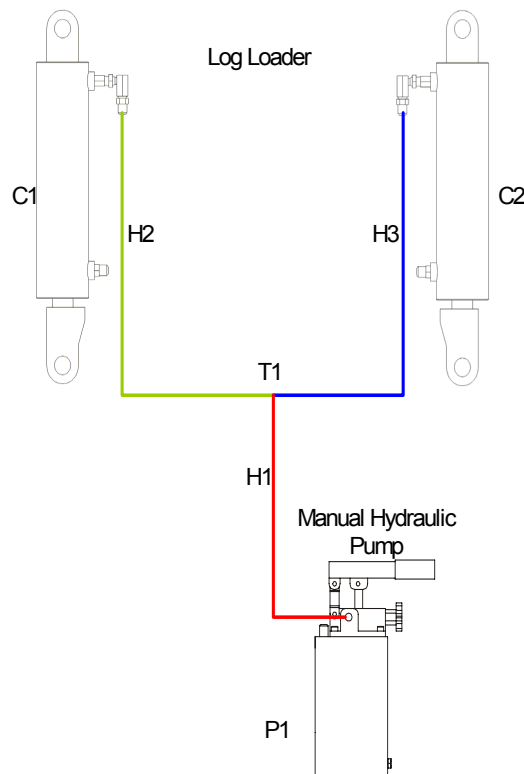 Log Loader
C1
C2
H2
H3
T1
H1
Manual Hydraulic
Pump
P1